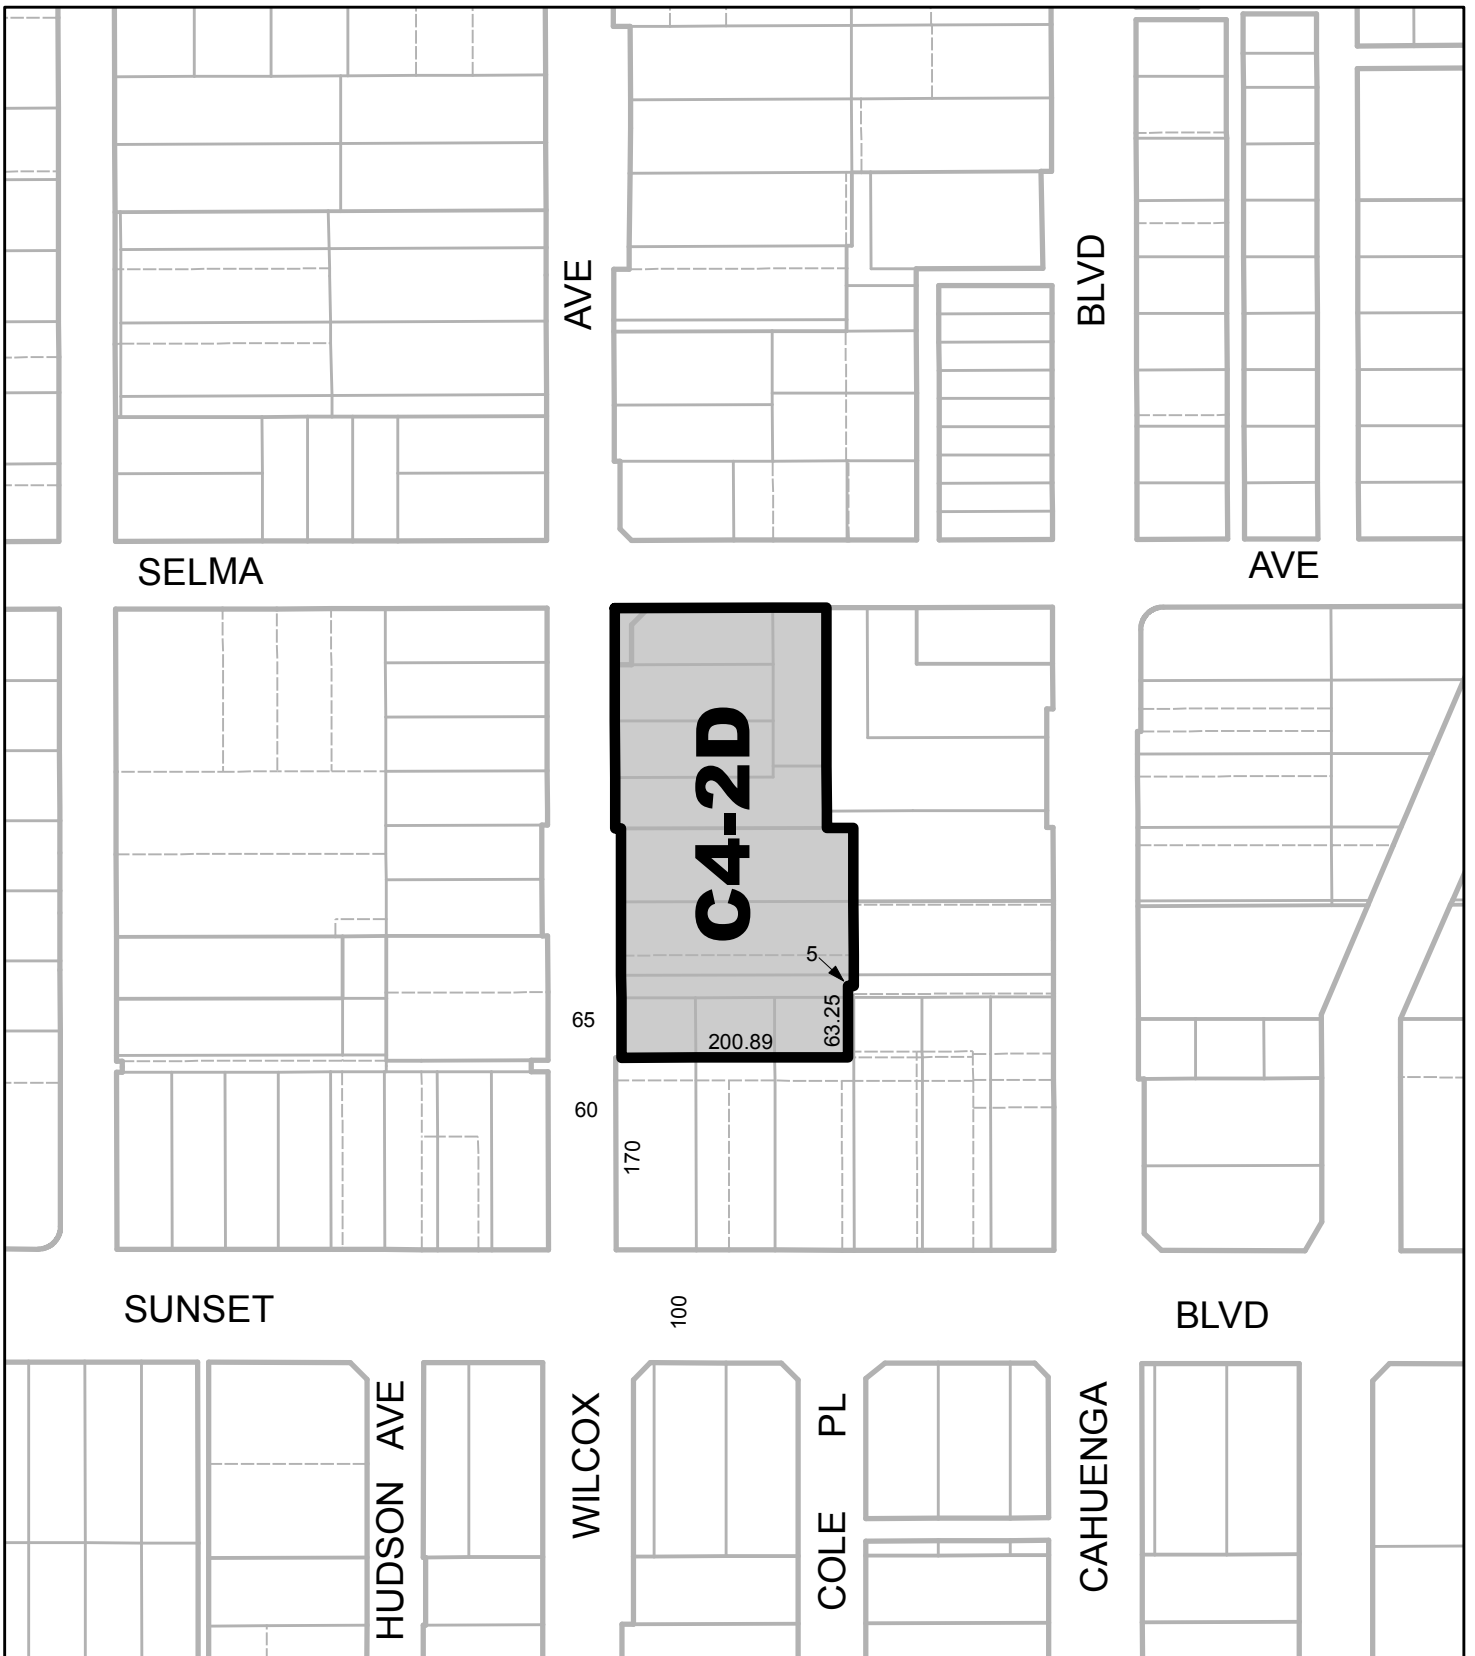 AVE
BLVD
SELMA
AVE
C4-2D
5
63.25
65
200.89
60
170
SUNSET
100
BLVD
HUDSON AVE
WILCOX
COLE PL
CAHUENGA